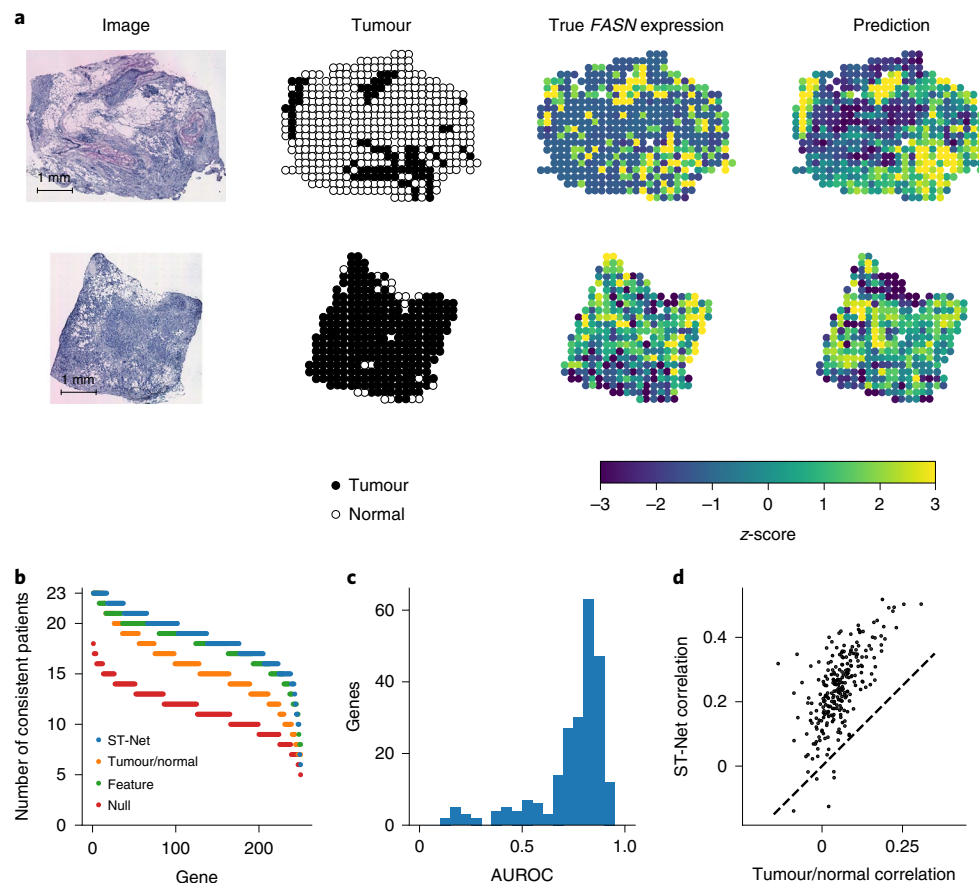 a
Image
Tumour
True FASN expression
Prediction
1 mm
1 mm
Tumour
Normal
–3 –2 –1 0 1 2 3
z-score
b
Number of consistent patients
23
20
15
10
5
0
ST-Net
Tumour/normal
Feature
Null
0 100 200
Gene
c
Genes
60
40
20
0
0 0.5 1.0
AUROC
d
ST-Net correlation
0.4
0.2
0
0 0.25
Tumour/normal correlation